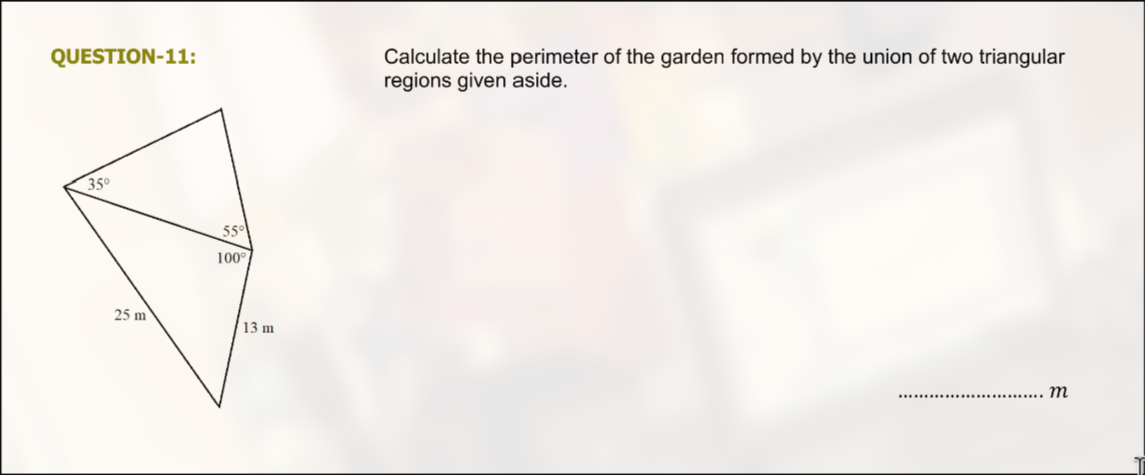 QUESTION-11:
Calculate the perimeter of the garden formed by the union of two triangular
regions given aside.
35°
55°
100°
25 m
13 m
............................ m